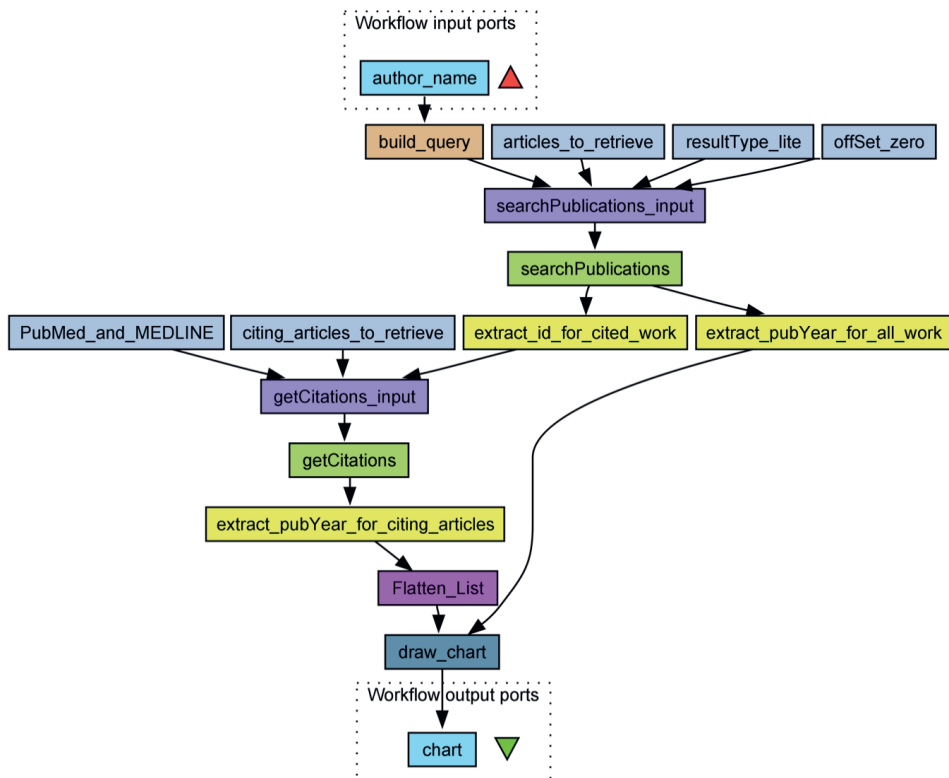 Workflow input ports
author_name
build_query
articles_to_retrieve
resultType_lite
offSet_zero
searchPublications_input
searchPublications
PubMed_and_MEDLINE
citing_articles_to_retrieve
extract_id_for_cited_work
extract_pubYear_for_all_work
getCitations_input
getCitations
extract_pubYear_for_citing_articles
Flatten_List
draw_chart
Workflow output ports
chart